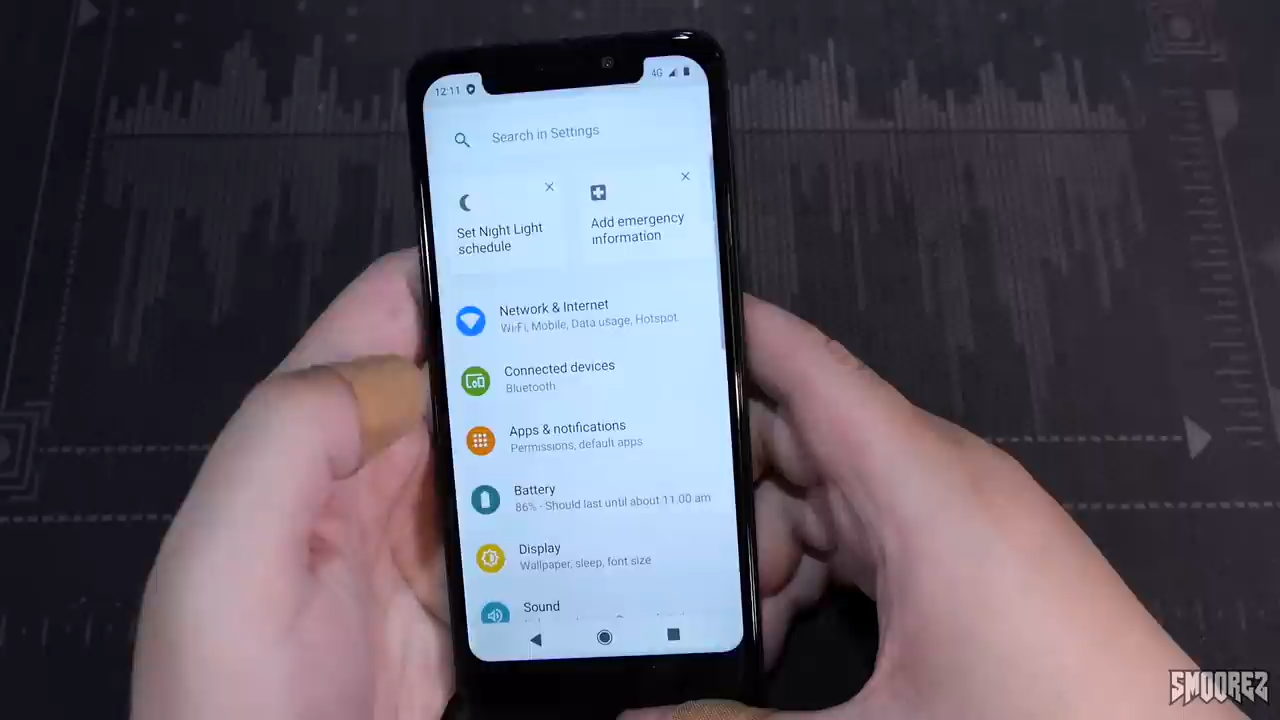 12:11
4G
Search in Settings
Set Night Light
schedule
Add emergency
information
Network & Internet
WiFi, Mobile, Data usage, Hotspot
Connected devices
Bluetooth
Apps & notifications
Permissions, default apps
Battery
86% - Should last until about 11.00 am
Display
Wallpaper, sleep, font size
Sound
SMOOREZ